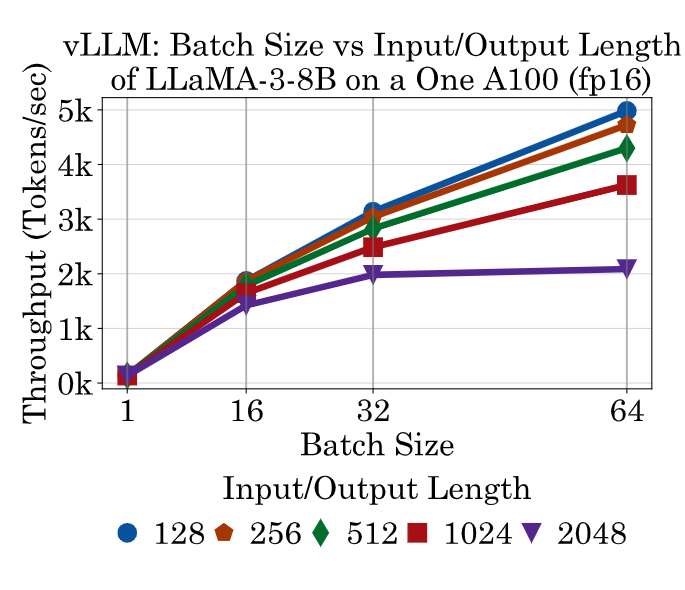 vLLM: Batch Size vs Input/Output Length
of LLaMA-3-8B on a One A100 (fp16)
Throughput (Tokens/sec)
5k
4k
3k
2k
1k
0k
1 16 32 64
Batch Size
Input/Output Length
128 256 512 1024 2048